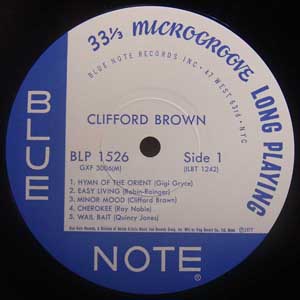 33⅓ MICROGROOVE LONG PLAYING
BLUE NOTE RECORDS INC • 47 WEST 63rd • NYC
CLIFFORD BROWN
BLP 1526 Side 1
GXF 3006(M) (LBT 1242)
1 HYMN OF THE ORIENT (Gigi Gryce)
2 EASY LIVING (Robin-Rainger)
3 MINOR MOOD (Clifford Brown)
4 CHEROKEE (Ray Noble)
5 WAIL BAIT (Quincy Jones)
BLUE
NOTE
®